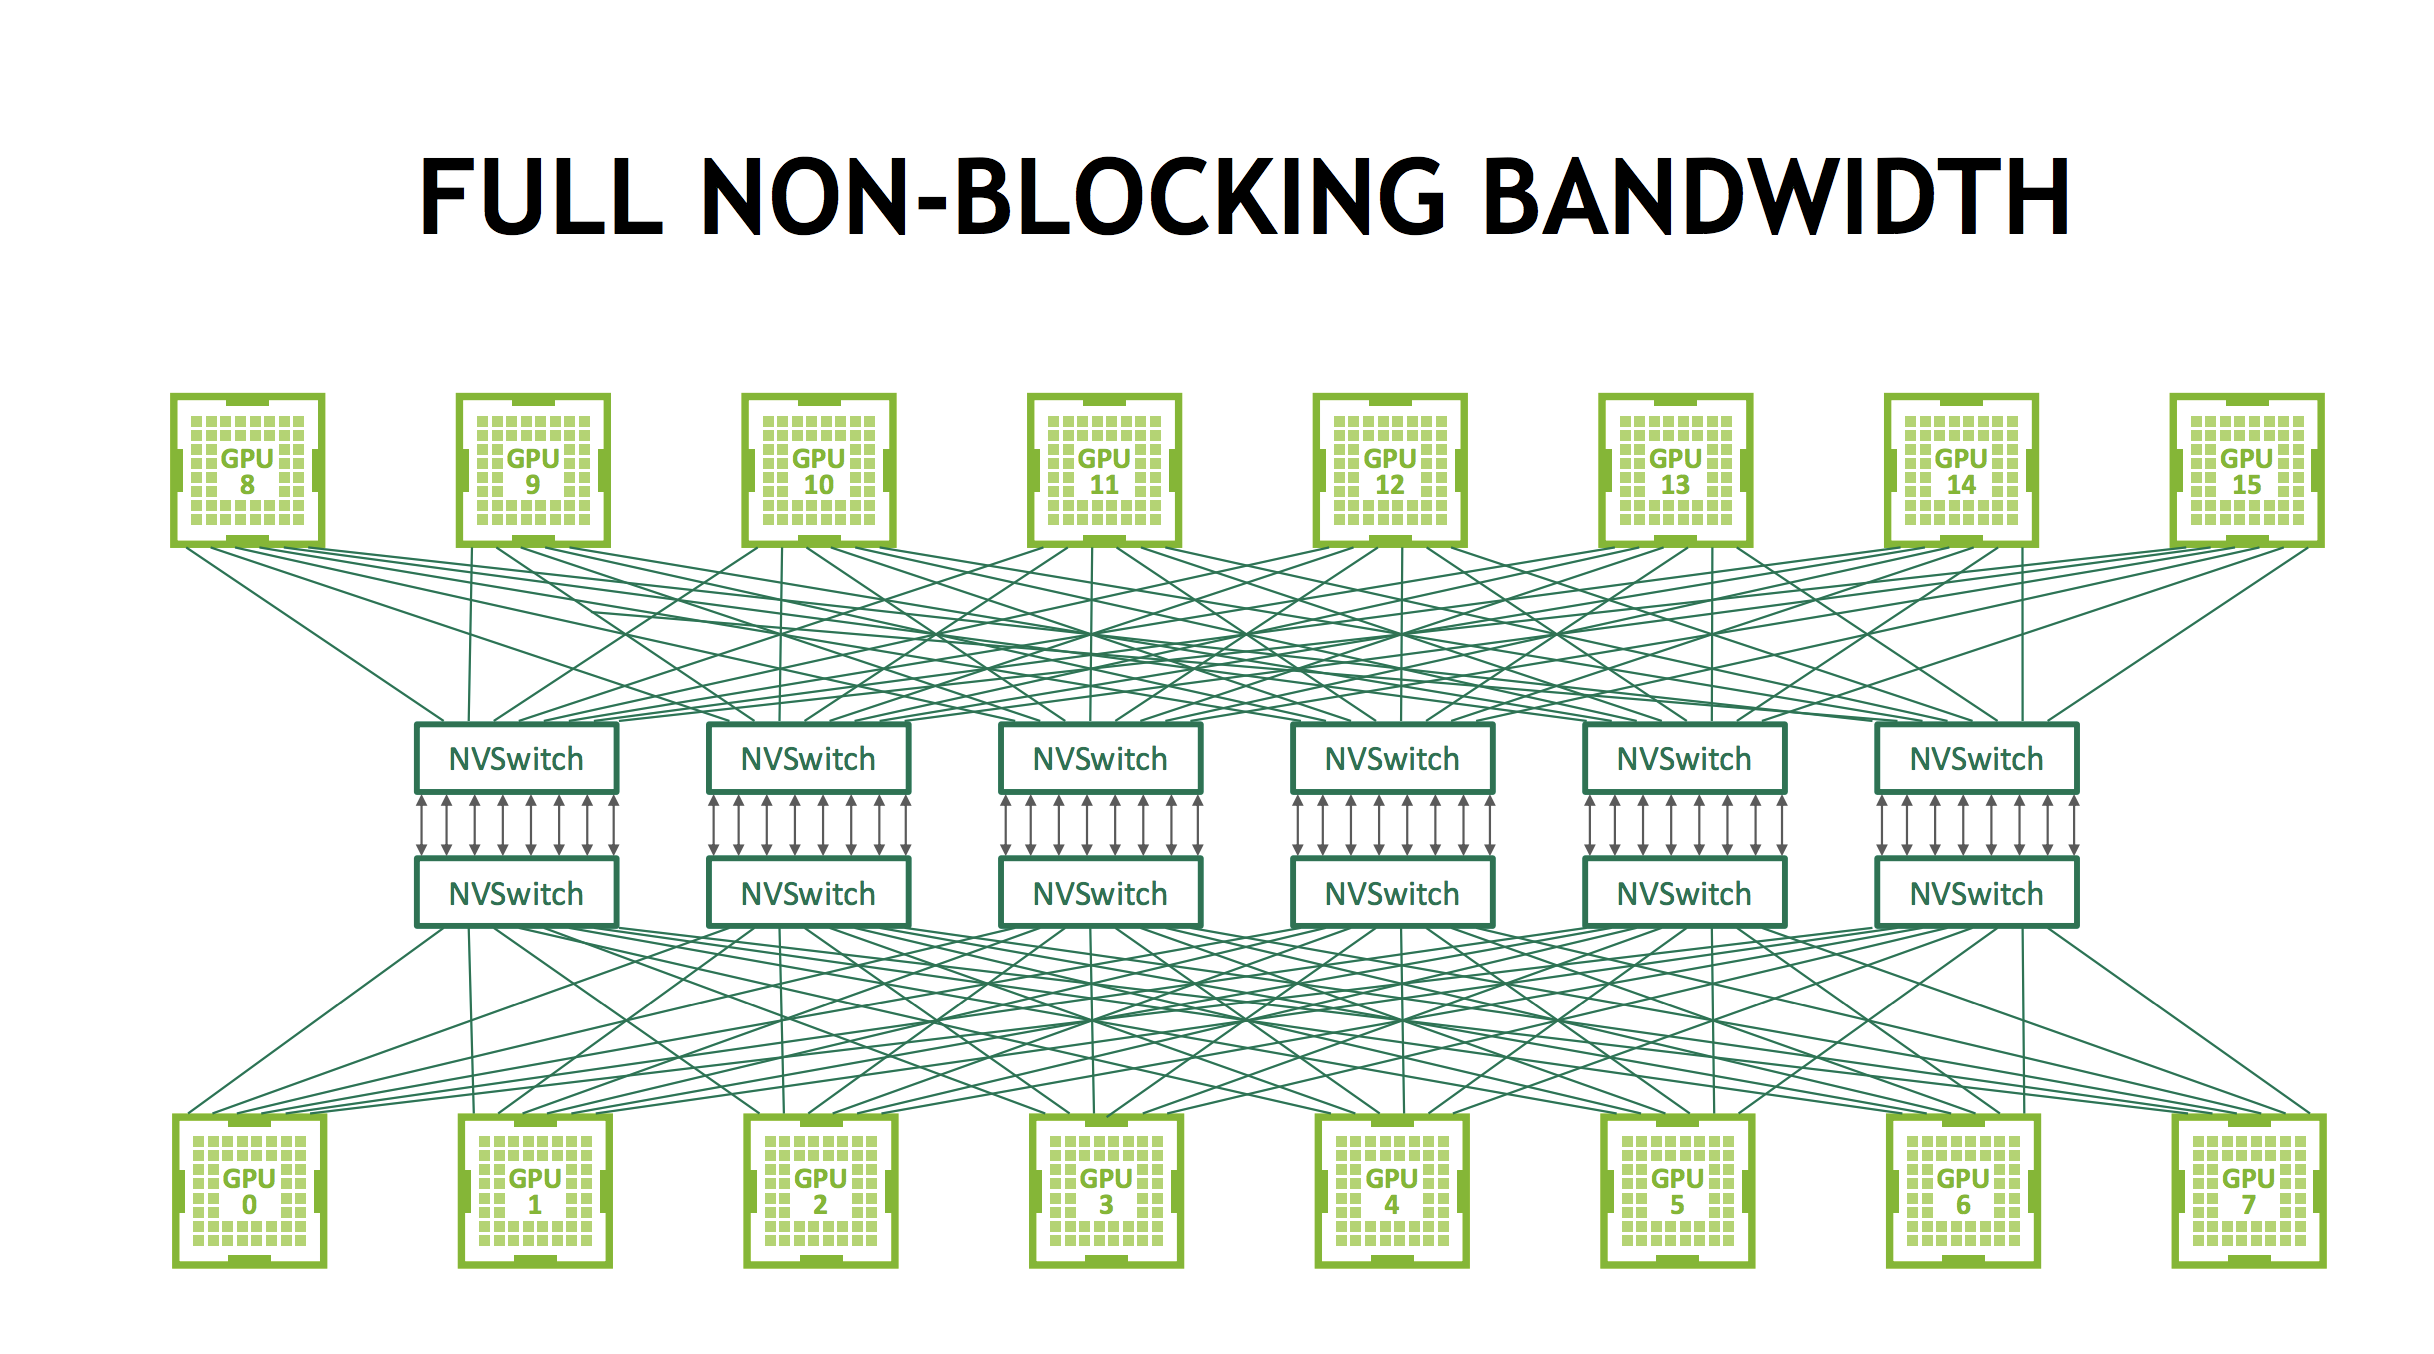 FULL NON-BLOCKING BANDWIDTH
GPU
8
GPU
9
GPU
10
GPU
11
GPU
12
GPU
13
GPU
14
GPU
15
NVSwitch
NVSwitch
NVSwitch
NVSwitch
NVSwitch
NVSwitch
NVSwitch
NVSwitch
NVSwitch
NVSwitch
NVSwitch
NVSwitch
GPU
0
GPU
1
GPU
2
GPU
3
GPU
4
GPU
5
GPU
6
GPU
7